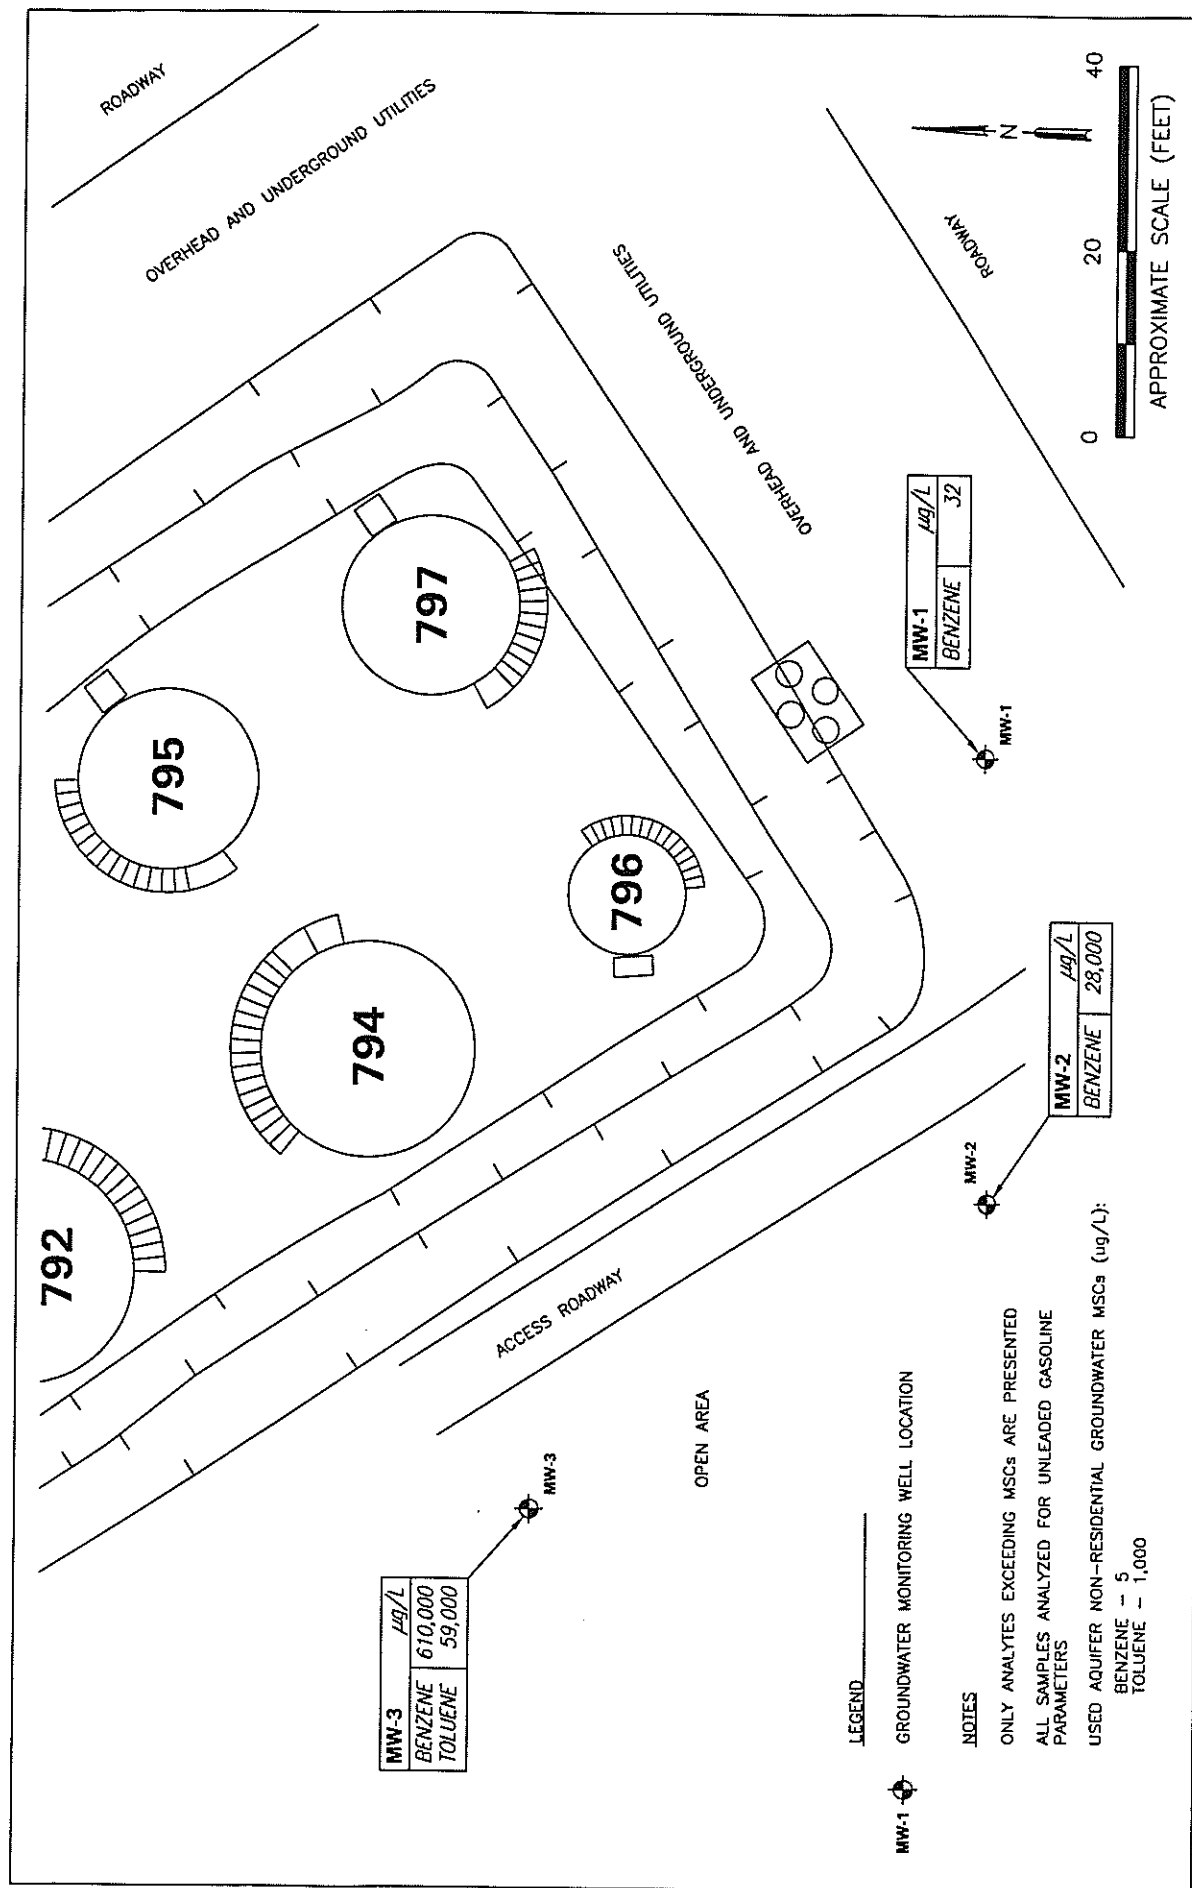 ROADWAY
OVERHEAD AND UNDERGROUND UTILITIES
792
795
794
797
796
OVERHEAD AND UNDERGROUND UTILITIES
ROADWAY
ACCESS ROADWAY
OPEN AREA
MW-3 µg/L
BENZENE 610,000
TOLUENE 59,000
MW-3
MW-2
MW-2 µg/L
BENZENE 28,000
MW-1 µg/L
BENZENE 32
MW-1
N
0 20 40
APPROXIMATE SCALE (FEET)
LEGEND
MW-1 GROUNDWATER MONITORING WELL LOCATION
NOTES
ONLY ANALYTES EXCEEDING MSCs ARE PRESENTED
ALL SAMPLES ANALYZED FOR UNLEADED GASOLINE
PARAMETERS
USED AQUIFER NON-RESIDENTIAL GROUNDWATER MSCs (ug/L):
BENZENE - 5
TOLUENE - 1,000